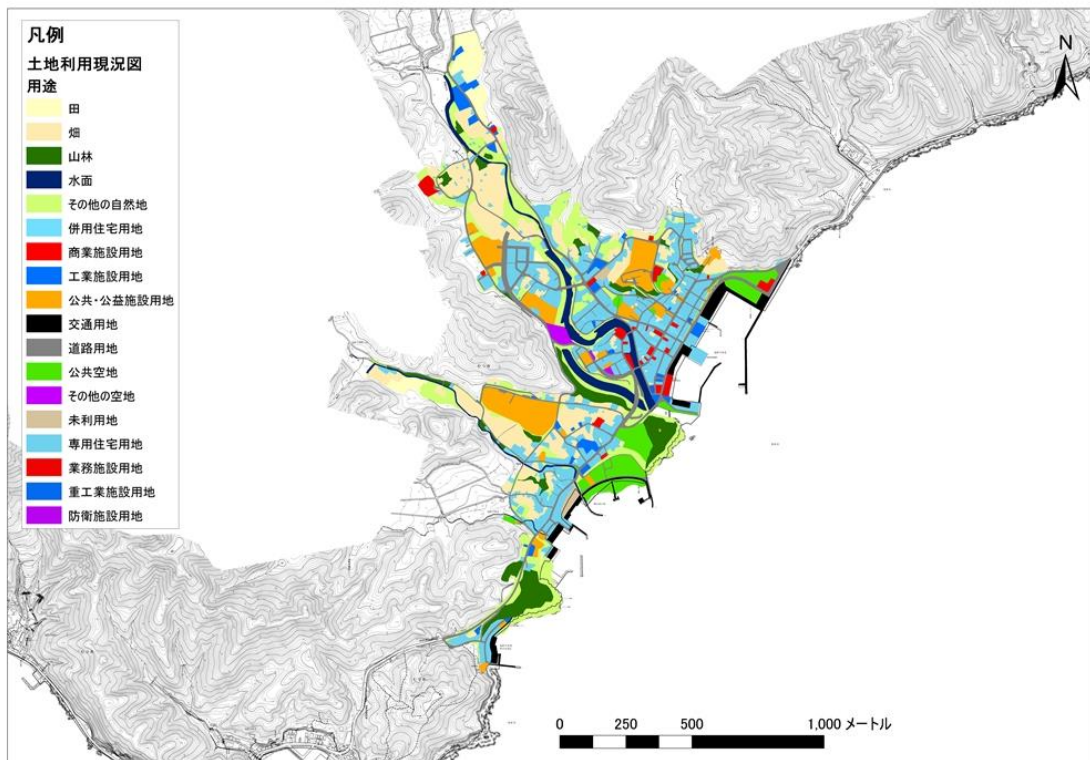 凡例
土地利用現況図
用途
田
畑
山林
水面
その他の自然地
併用住宅用地
商業施設用地
工業施設用地
公共・公益施設用地
交通用地
道路用地
公共空地
その他の空地
未利用地
専用住宅用地
業務施設用地
重工業施設用地
防衛施設用地
N
0 250 500 1,000 メートル